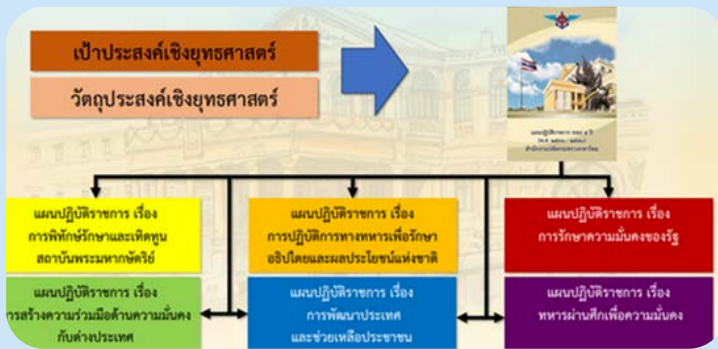 เป้าประสงค์เชิงยุทธศาสตร์
วัตถุประสงค์เชิงยุทธศาสตร์
แผนปฏิบัติราชการ เรื่อง
การพิทักษ์รักษาและเทิดทูน
สถาบันพระมหากษัตริย์
แผนปฏิบัติราชการ เรื่อง
การปฏิบัติการทางทหารเพื่อรักษา
อธิปไตยและผลประโยชน์แห่งชาติ
แผนปฏิบัติราชการ เรื่อง
การรักษาความมั่นคงของรัฐ
แผนปฏิบัติราชการ เรื่อง
ารสร้างความร่วมมือด้านความมั่นคง
กับต่างประเทศ
แผนปฏิบัติราชการ เรื่อง
การพัฒนาประเทศ
และช่วยเหลือประชาชน
แผนปฏิบัติราชการ เรื่อง
ทหารผ่านศึกเพื่อความมั่นคง